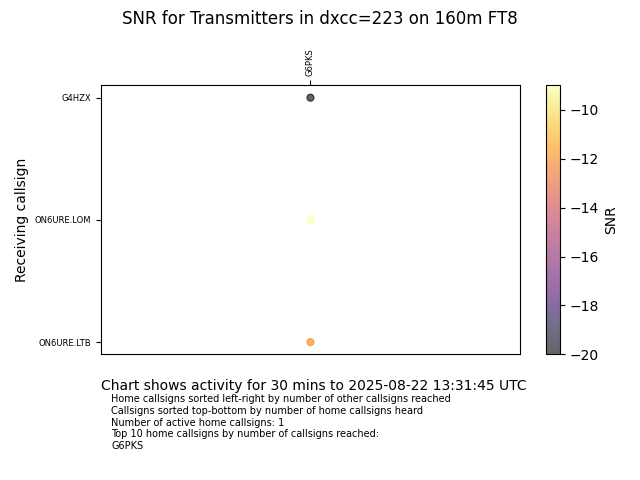 SNR for Transmitters in dxcc=223 on 160m FT8
G6PKS
G4HZX
ON6URE.LOM
ON6URE.LTB
Receiving callsign
−10
−12
−14
−16
−18
−20
SNR
Chart shows activity for 30 mins to 2025-08-22 13:31:45 UTC
Home callsigns sorted left-right by number of other callsigns reached
Callsigns sorted top-bottom by number of home callsigns heard
Number of active home callsigns: 1
Top 10 home callsigns by number of callsigns reached:
G6PKS